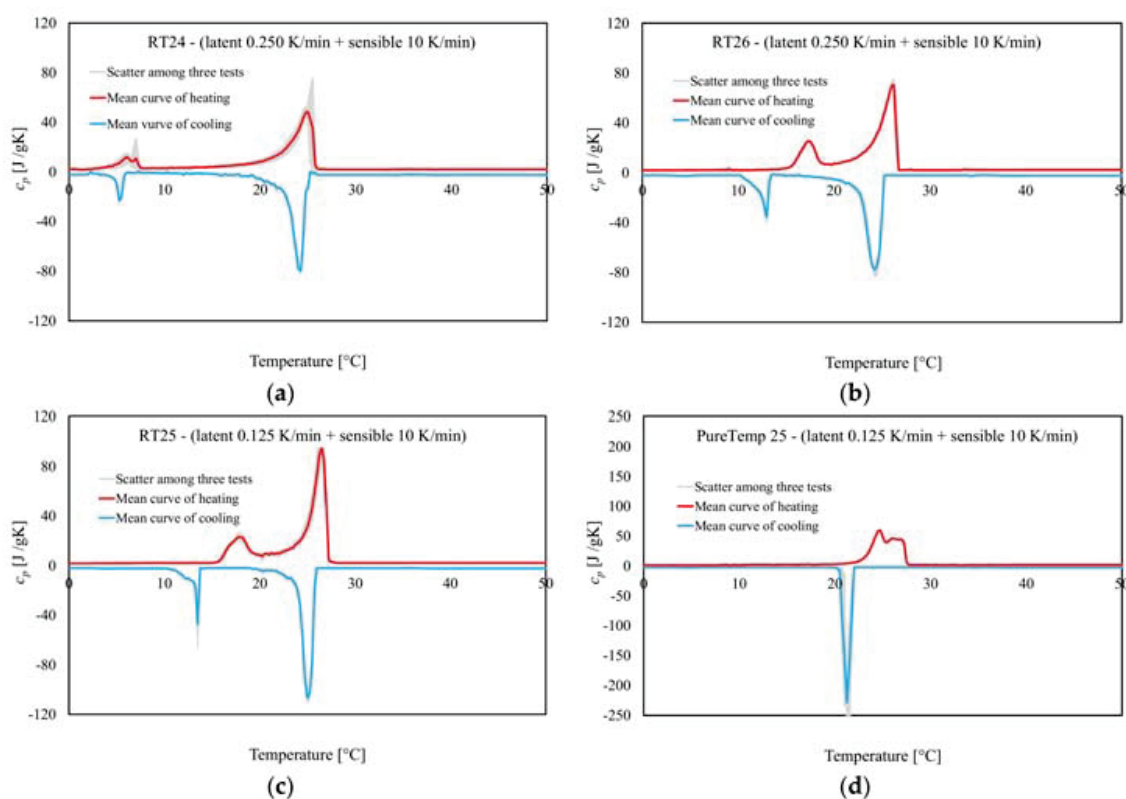 120
RT24 - (latent 0.250 K/min + sensible 10 K/min)
80
Scatter among three tests
Mean curve of heating
40
Mean vurve of cooling
cp [J /gK]
0
0 10 20 30 40 50
-40
-80
-120
Temperature [°C]
(a)
120
RT26 - (latent 0.250 K/min + sensible 10 K/min)
80
Scatter among three tests
Mean curve of heating
40
Mean curve of cooling
cp [J /gK]
0
0 10 20 30 40 50
-40
-80
-120
Temperature [°C]
(b)
120
RT25 - (latent 0.125 K/min + sensible 10 K/min)
80
Scatter among three tests
Mean curve of heating
40
Mean curve of cooling
cp [J /gK]
0
0 10 20 30 40 50
-40
-80
-120
Temperature [°C]
(c)
250
PureTemp 25 - (latent 0.125 K/min + sensible 10 K/min)
200
150
Scatter among three tests
Mean curve of heating
100
Mean curve of cooling
50
cp [J /gK]
0
0 10 20 30 40 50
-50
-100
-150
-200
-250
Temperature [°C]
(d)